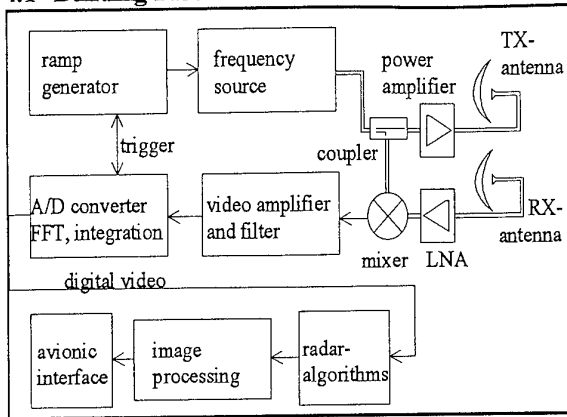 ramp
generator
frequency
source
power
amplifier
TX-
antenna
trigger
coupler
A/D converter
FFT, integration
video amplifier
and filter
mixer
LNA
RX-
antenna
digital video
avionic
interface
image
processing
radar-
algorithms